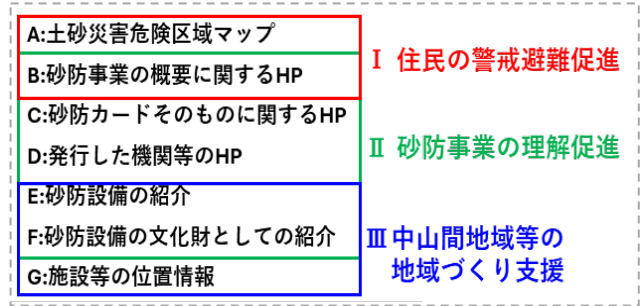 A:土砂災害危険区域マップ
B:砂防事業の概要に関するHP
Ⅰ 住民の警戒避難促進
C:砂防カードそのものに関するHP
D:発行した機関等のHP
Ⅱ 砂防事業の理解促進
E:砂防設備の紹介
F:砂防設備の文化財としての紹介
G:施設等の位置情報
Ⅲ中山間地域等の
地域づくり支援